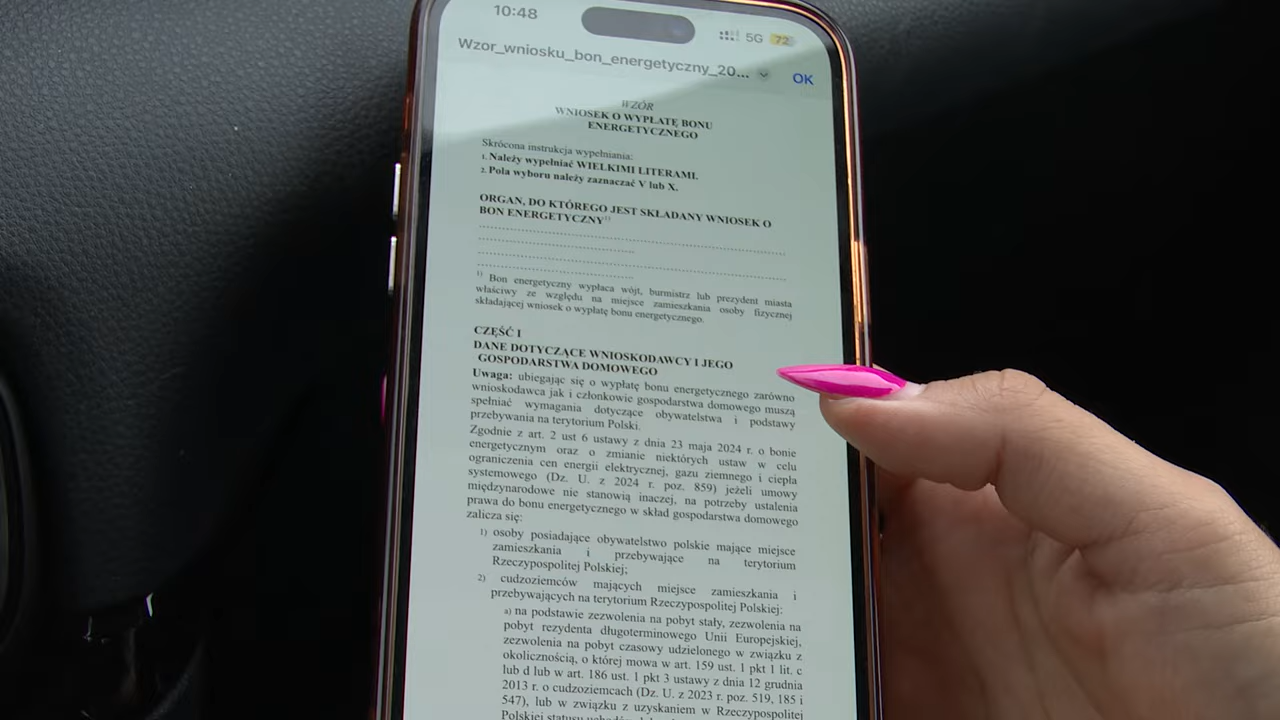 10:48
5G 72
Wzor_wniosku_bon_energetyczny_20...
OK
WZÓR
WNIOSEK O WYPŁATĘ BONU
ENERGETYCZNEGO
Skrócona instrukcja wypełniania:
1. Należy wypełniać WIELKIMI LITERAMI.
2. Pola wyboru należy zaznaczać V lub X.
ORGAN, DO KTÓREGO JEST SKŁADANY WNIOSEK O
BON ENERGETYCZNY¹⁾
1) Bon energetyczny wypłaca wójt, burmistrz lub prezydent miasta
właściwy ze względu na miejsce zamieszkania osoby fizycznej
składającej wniosek o wypłatę bonu energetycznego.
CZĘŚĆ I
DANE DOTYCZĄCE WNIOSKODAWCY I JEGO
GOSPODARSTWA DOMOWEGO
Uwaga: ubiegając się o wypłatę bonu energetycznego zarówno
wnioskodawca jak i członkowie gospodarstwa domowego muszą
spełniać wymagania dotyczące obywatelstwa i podstawy
przebywania na terytorium Polski.
Zgodnie z art. 2 ust 6 ustawy z dnia 23 maja 2024 r. o bonie
energetycznym oraz o zmianie niektórych ustaw w celu
ograniczenia cen energii elektrycznej, gazu ziemnego i ciepła
systemowego (Dz. U. z 2024 r. poz. 859) jeżeli umowy
międzynarodowe nie stanowią inaczej, na potrzeby ustalenia
prawa do bonu energetycznego w skład gospodarstwa domowego
zalicza się:
1) osoby posiadające obywatelstwo polskie mające miejsce
zamieszkania i przebywające na terytorium
Rzeczypospolitej Polskiej;
2) cudzoziemców mających miejsce zamieszkania i
przebywających na terytorium Rzeczypospolitej Polskiej:
a) na podstawie zezwolenia na pobyt stały, zezwolenia na
pobyt rezydenta długoterminowego Unii Europejskiej,
zezwolenia na pobyt czasowy udzielonego w związku z
okolicznością, o której mowa w art. 159 ust. 1 pkt 1 lit. c
lub d lub w art. 186 ust. 1 pkt 3 ustawy z dnia 12 grudnia
2013 r. o cudzoziemcach (Dz. U. z 2023 r. poz. 519, 185 i
547), lub w związku z uzyskaniem w Rzeczypospolitej
Polskiej statusu